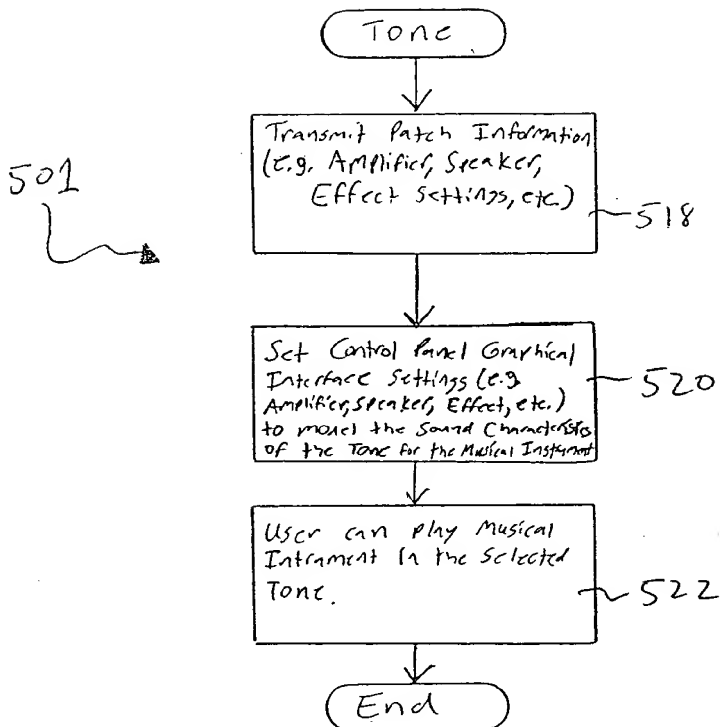 Tone
Transmit Patch Information
(e.g. Amplifier, Speaker,
Effect Settings, etc.)
518
501
Set Control Panel Graphical
Interface Settings (e.g.
Amplifier, Speaker, Effect, etc.)
to model the Sound Characteristics
of the Tone for the Musical Instrument
520
User can play Musical
Intrument in the Selected
Tone.
522
End